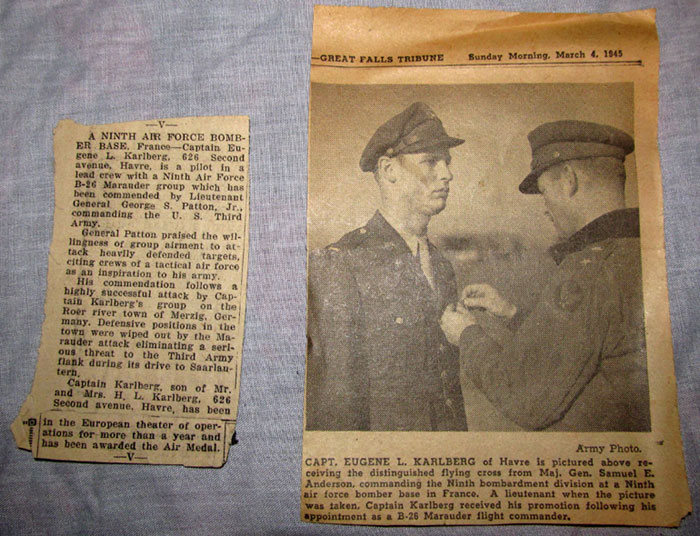 —V—
A NINTH AIR FORCE BOMB-
ER BASE, France—Captain Eu-
gene L. Karlberg, 626 Second
avenue, Havre, is a pilot in a
lead crew with a Ninth Air Force
B-26 Marauder group which has
been commended by Lieutenant
General George S. Patton, Jr.,
commanding the U. S. Third
Army.
General Patton praised the wil-
lingness of group airment to at-
tack heavily defended targets,
citing crews of a tactical air force
as an inspiration to his army.
His commendation follows a
highly successful attack by Cap-
tain Karlberg's group on the
Roer river town of Merzig, Ger-
many. Defensive positions in the
town were wiped out by the Ma-
rauder attack eliminating a seri-
ous threat to the Third Army
flank during its drive to Saarlau-
tern.
Captain Karlberg, son of Mr.
and Mrs. H. L. Karlberg, 626
Second avenue, Havre, has been
in the European theater of oper-
ations for more than a year and
has been awarded the Air Medal.
—V—
—GREAT FALLS TRIBUNE Sunday Morning, March 4, 1945
Army Photo.
CAPT. EUGENE L. KARLBERG of Havre is pictured above re-
ceiving the distinguished flying cross from Maj. Gen. Samuel E.
Anderson, commanding the Ninth bombardment division at a Ninth
air force bomber base in France. A lieutenant when the picture
was taken, Captain Karlberg received his promotion following his
appointment as a B-26 Marauder flight commander.